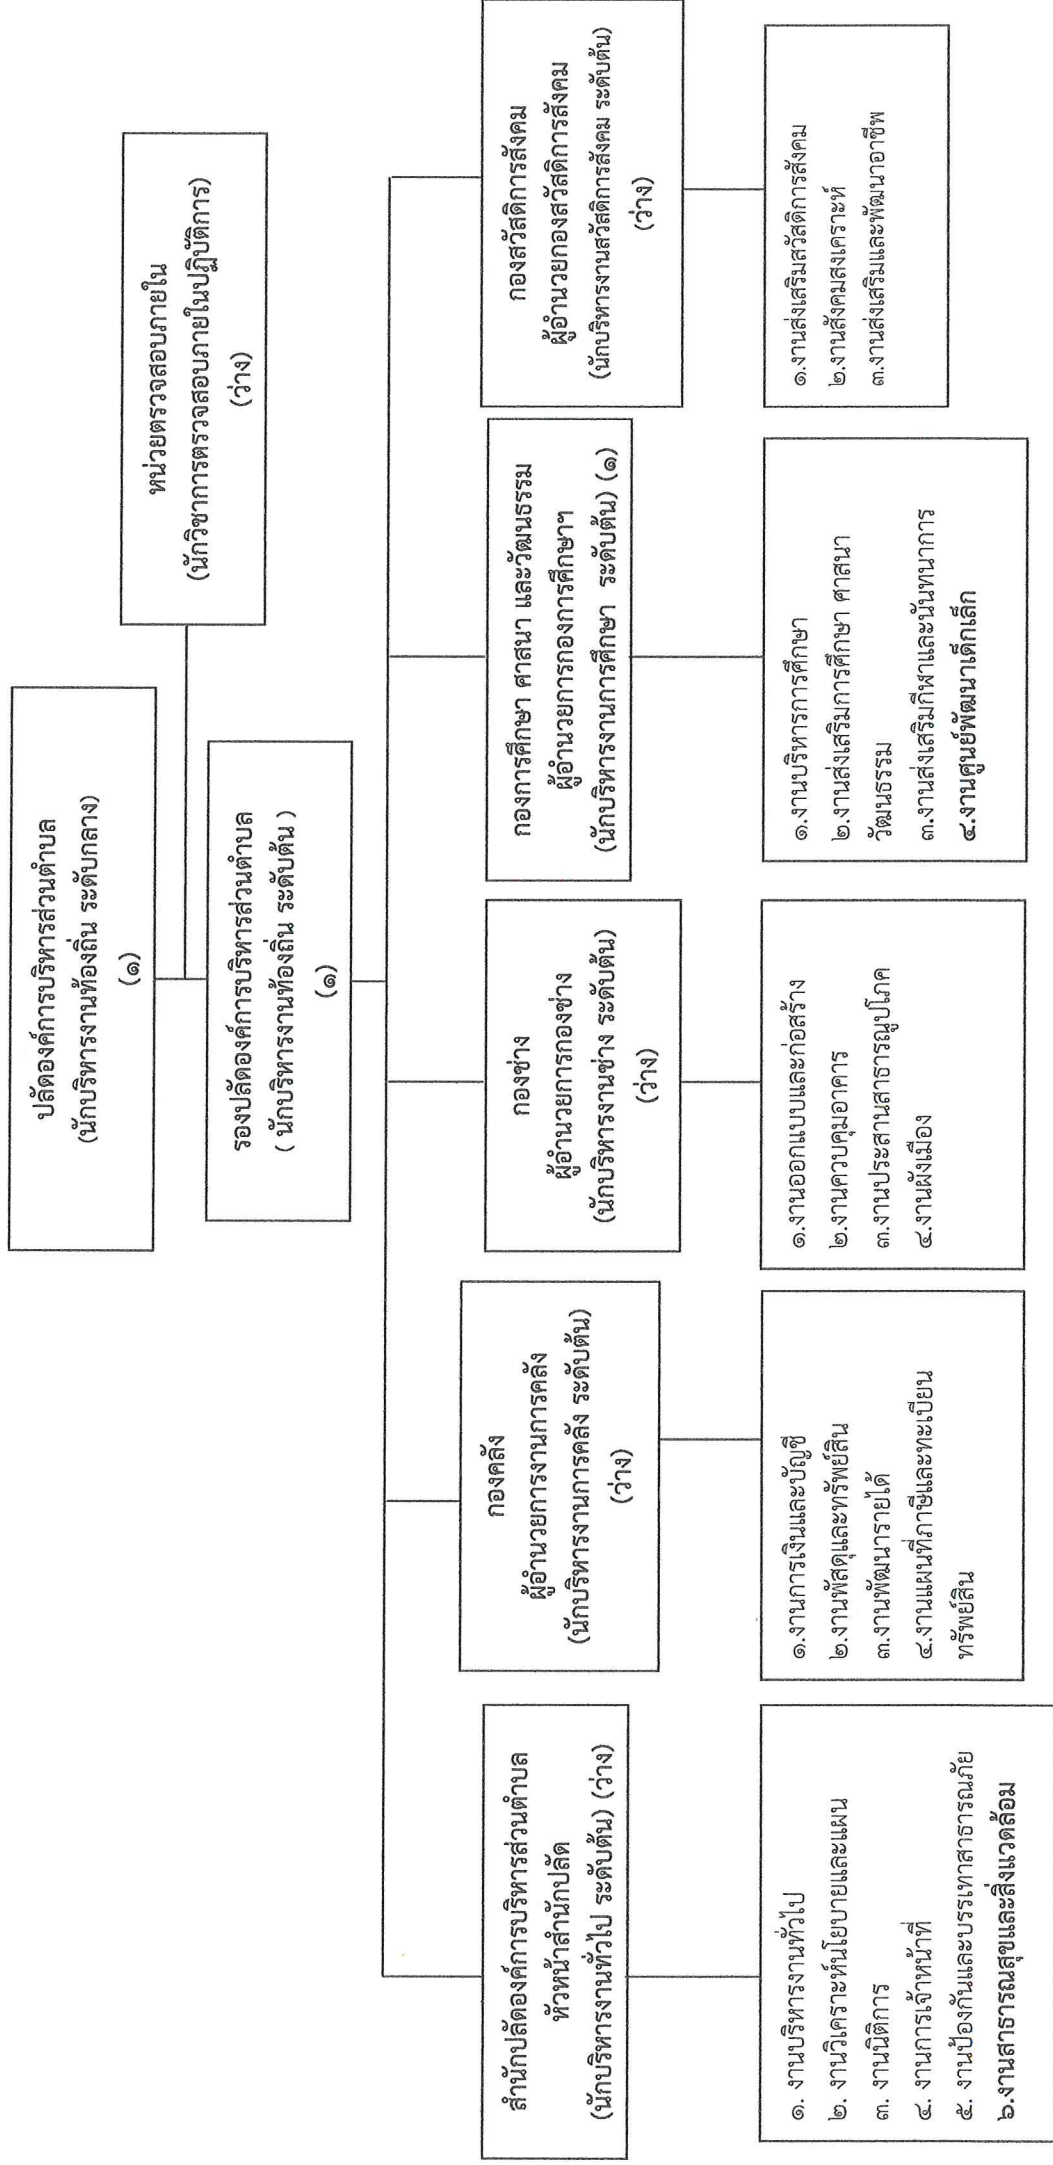 ปลัดองค์การบริหารส่วนตำบล
(นักบริหารงานท้องถิ่น ระดับกลาง)
(๑)
หน่วยตรวจสอบภายใน
(นักวิชาการตรวจสอบภายในปฏิบัติการ)
(ว่าง)
รองปลัดองค์การบริหารส่วนตำบล
( นักบริหารงานท้องถิ่น ระดับต้น )
(๑)
สำนักปลัดองค์การบริหารส่วนตำบล
หัวหน้าสำนักปลัด
(นักบริหารงานทั่วไป ระดับต้น) (ว่าง)
๑. งานบริหารงานทั่วไป
๒. งานวิเคราะห์นโยบายและแผน
๓. งานนิติการ
๔. งานการเจ้าหน้าที่
๕. งานป้องกันและบรรเทาสาธารณภัย
๖.งานสาธารณสุขและสิ่งแวดล้อม
กองคลัง
ผู้อำนวยการงานการคลัง
(นักบริหารงานการคลัง ระดับต้น)
(ว่าง)
๑.งานการเงินและบัญชี
๒.งานพัสดุและทรัพย์สิน
๓.งานพัฒนารายได้
๔.งานแผนที่ภาษีและทะเบียน
ทรัพย์สิน
กองช่าง
ผู้อำนวยการกองช่าง
(นักบริหารงานช่าง ระดับต้น)
(ว่าง)
๑.งานออกแบบและก่อสร้าง
๒.งานควบคุมอาคาร
๓.งานประสานสาธารณูปโภค
๔.งานผังเมือง
กองการศึกษา ศาสนา และวัฒนธรรม
ผู้อำนวยการกองการศึกษาฯ
(นักบริหารงานการศึกษา ระดับต้น) (๑)
๑.งานบริหารการศึกษา
๒.งานส่งเสริมการศึกษา ศาสนา
วัฒนธรรม
๓.งานส่งเสริมกีฬาและนันทนาการ
๔.งานศูนย์พัฒนาเด็กเล็ก
กองสวัสดิการสังคม
ผู้อำนวยกองสวัสดิการสังคม
(นักบริหารงานสวัสดิการสังคม ระดับต้น)
(ว่าง)
๑.งานส่งเสริมสวัสดิการสังคม
๒.งานสังคมสงเคราะห์
๓.งานส่งเสริมและพัฒนาอาชีพ